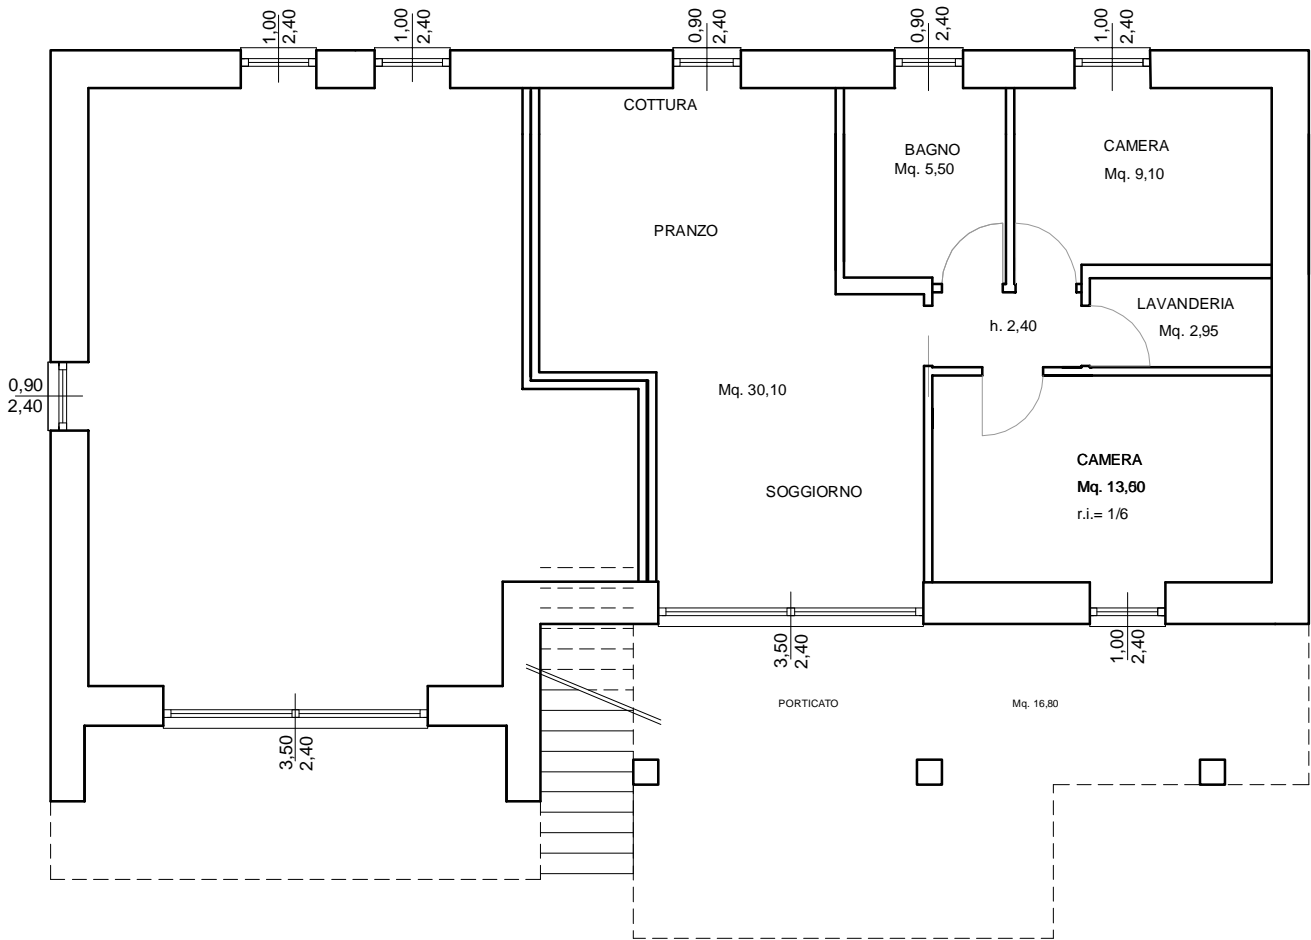 1,00
2,40
1,00
2,40
0,90
2,40
0,90
2,40
1,00
2,40
COTTURA
BAGNO
Mq. 5,50
CAMERA
Mq. 9,10
PRANZO
LAVANDERIA
Mq. 2,95
h. 2,40
0,90
2,40
Mq. 30,10
CAMERA
Mq. 13,60
r.i.= 1/6
SOGGIORNO
3,50
2,40
1,00
2,40
PORTICATO
Mq. 16,80
3,50
2,40